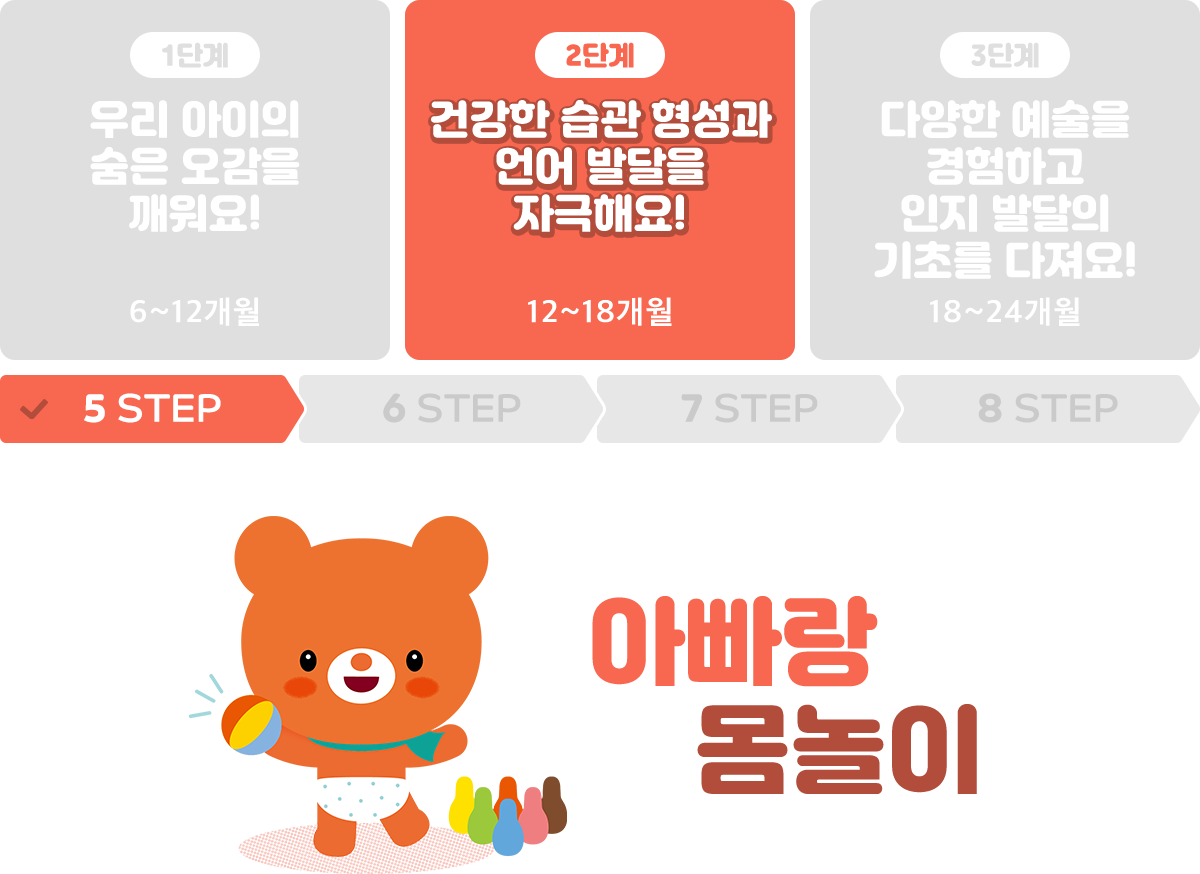 1단계
우리 아이의
숨은 오감을
깨워요!
6~12개월
2단계
건강한 습관 형성과
언어 발달을
자극해요!
12~18개월
3단계
다양한 예술을
경험하고
인지 발달의
기초를 다져요!
18~24개월
5 STEP
6 STEP
7 STEP
8 STEP
아빠랑
몸놀이